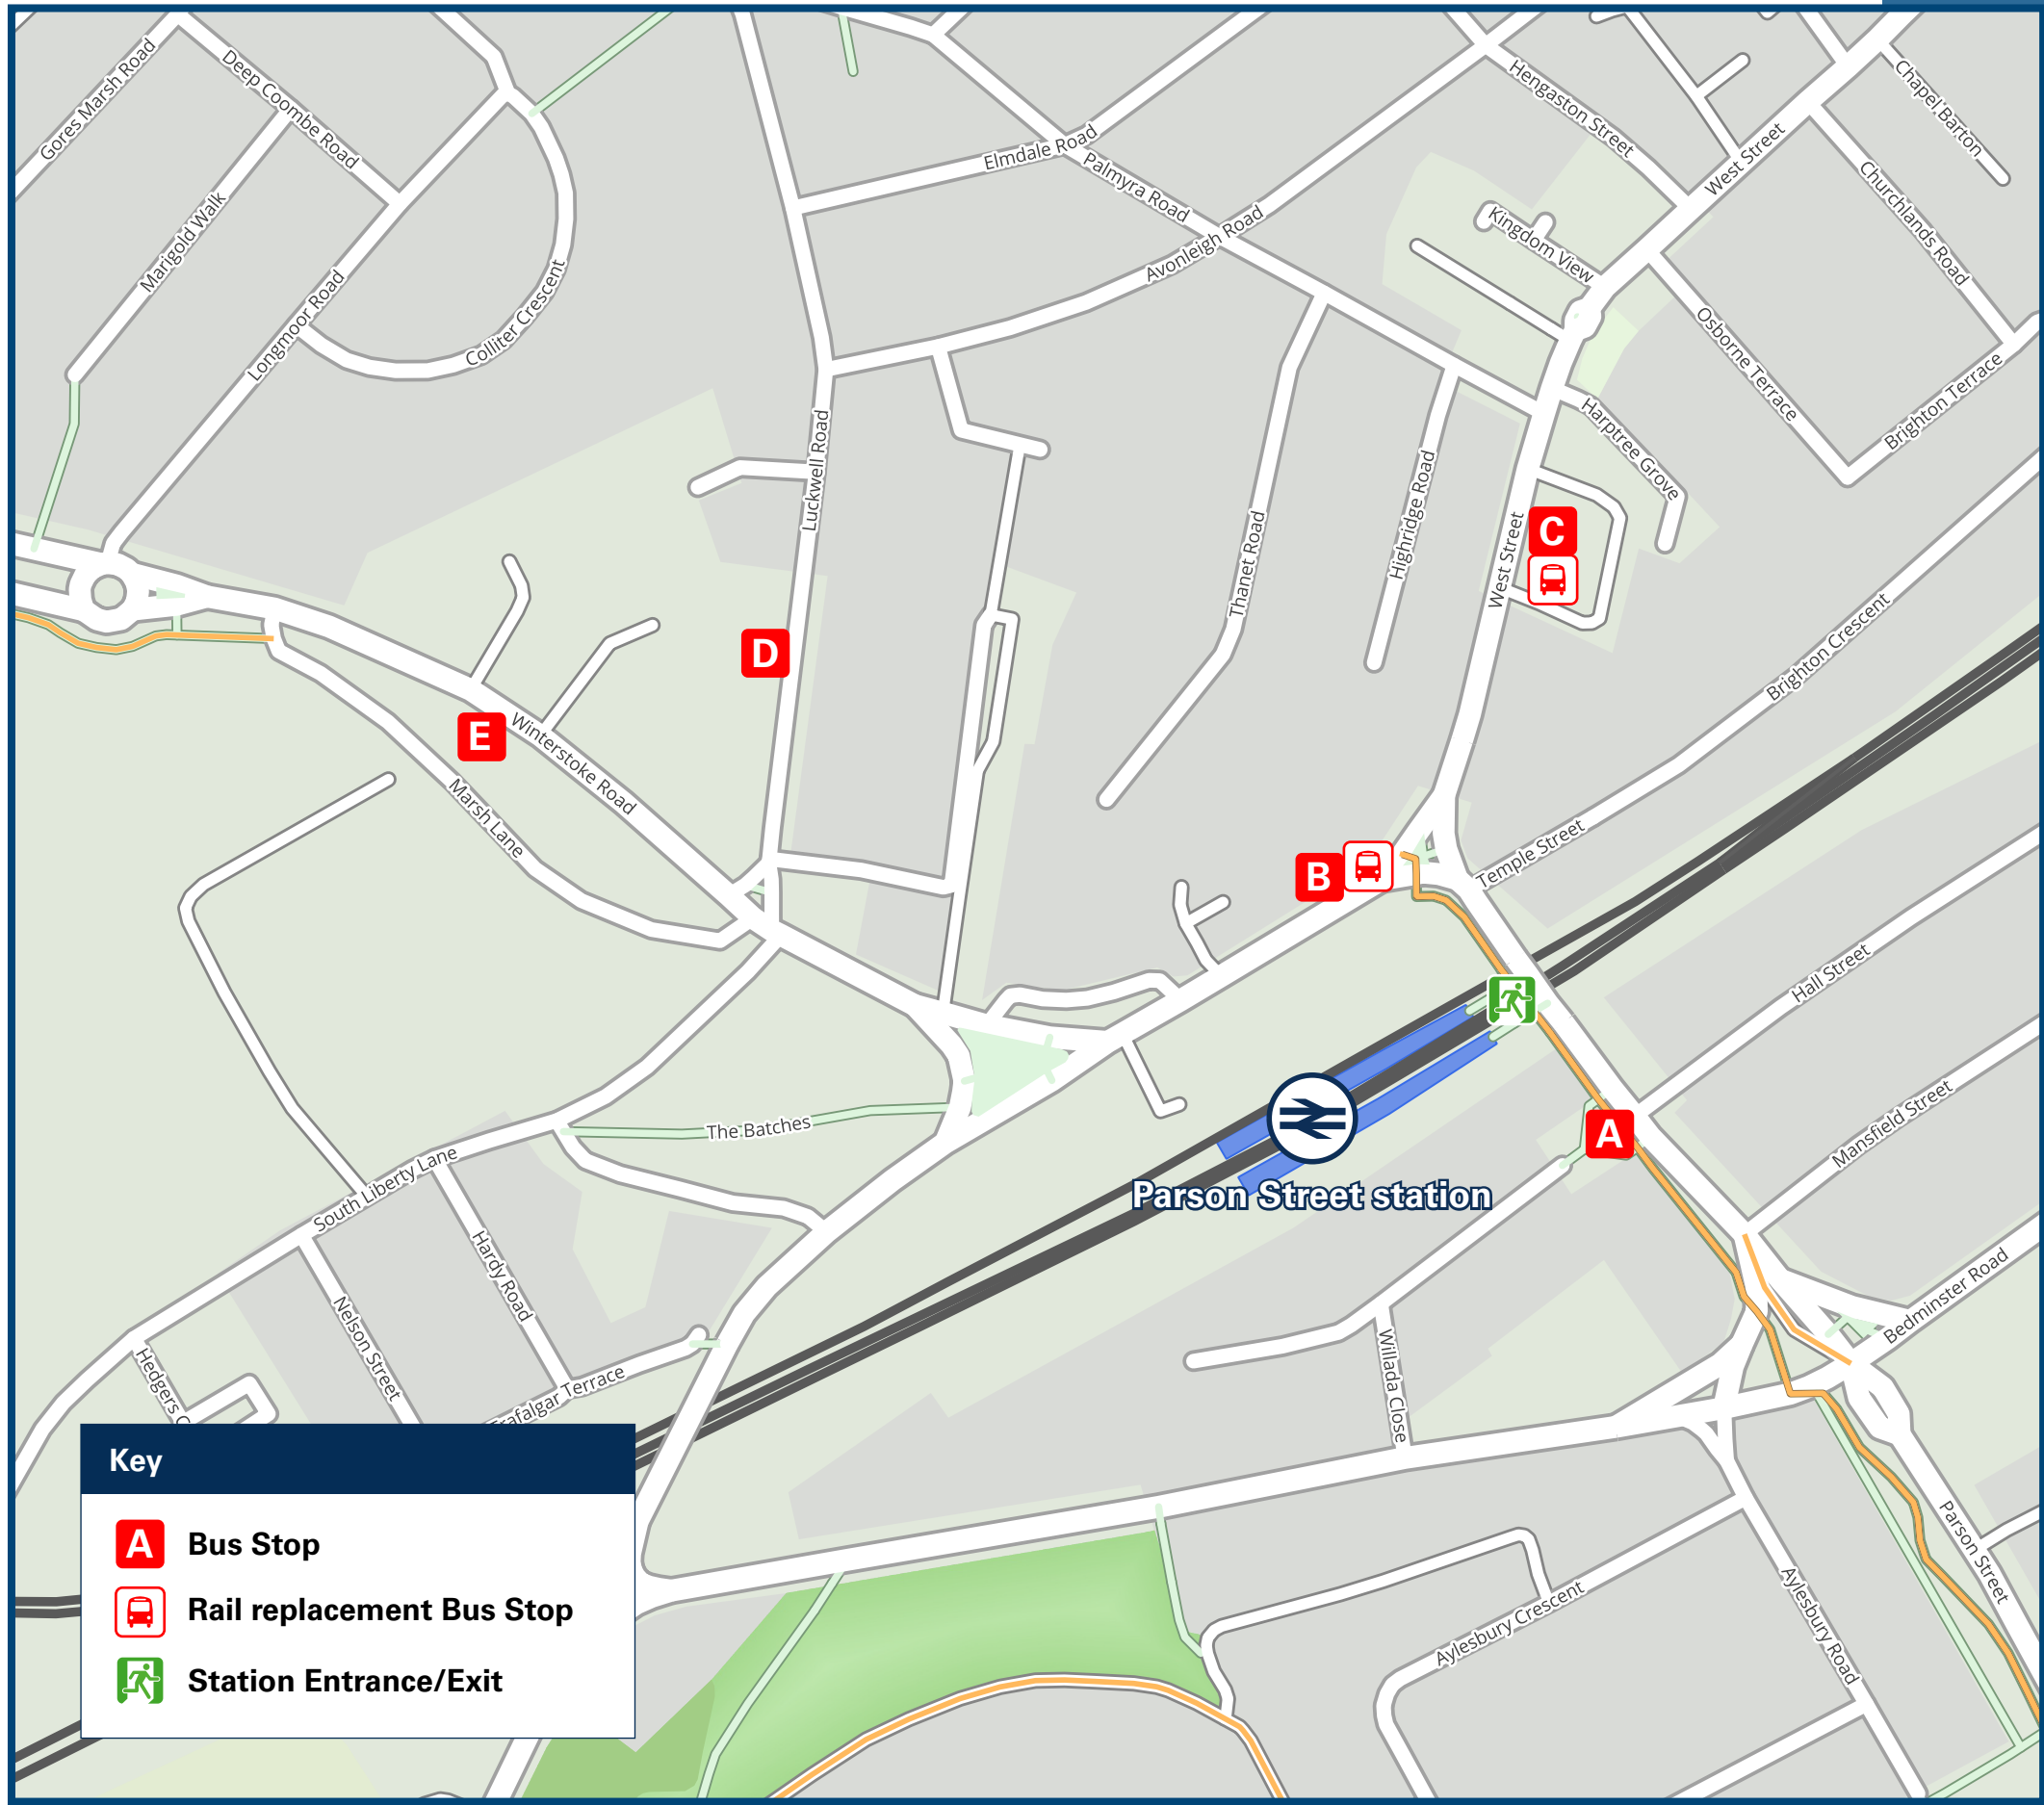 Gores Marsh Road
Deep Coombe Road
Marigold Walk
Longmoor Road
Colliter Crescent
Elmdale Road
Palmyra Road
Avonleigh Road
Hengaston Street
West Street
Chapel Barton
Churchlands Road
Kingdom View
Osborne Terrace
Brighton Terrace
Harptree Grove
Luckwell Road
Thanet Road
Highridge Road
West Street
C
Brighton Crescent
D
E
Winterstoke Road
Marsh Lane
B
Temple Street
Hall Street
A
Mansfield Street
The Batches
South Liberty Lane
Parson Street station
Hardy Road
Nelson Street
Hedgers C
Trafalgar Terrace
Willada Close
Bedminster Road
Parson Street
Aylesbury Crescent
Aylesbury Road
Key
A Bus Stop
Rail replacement Bus Stop
Station Entrance/Exit